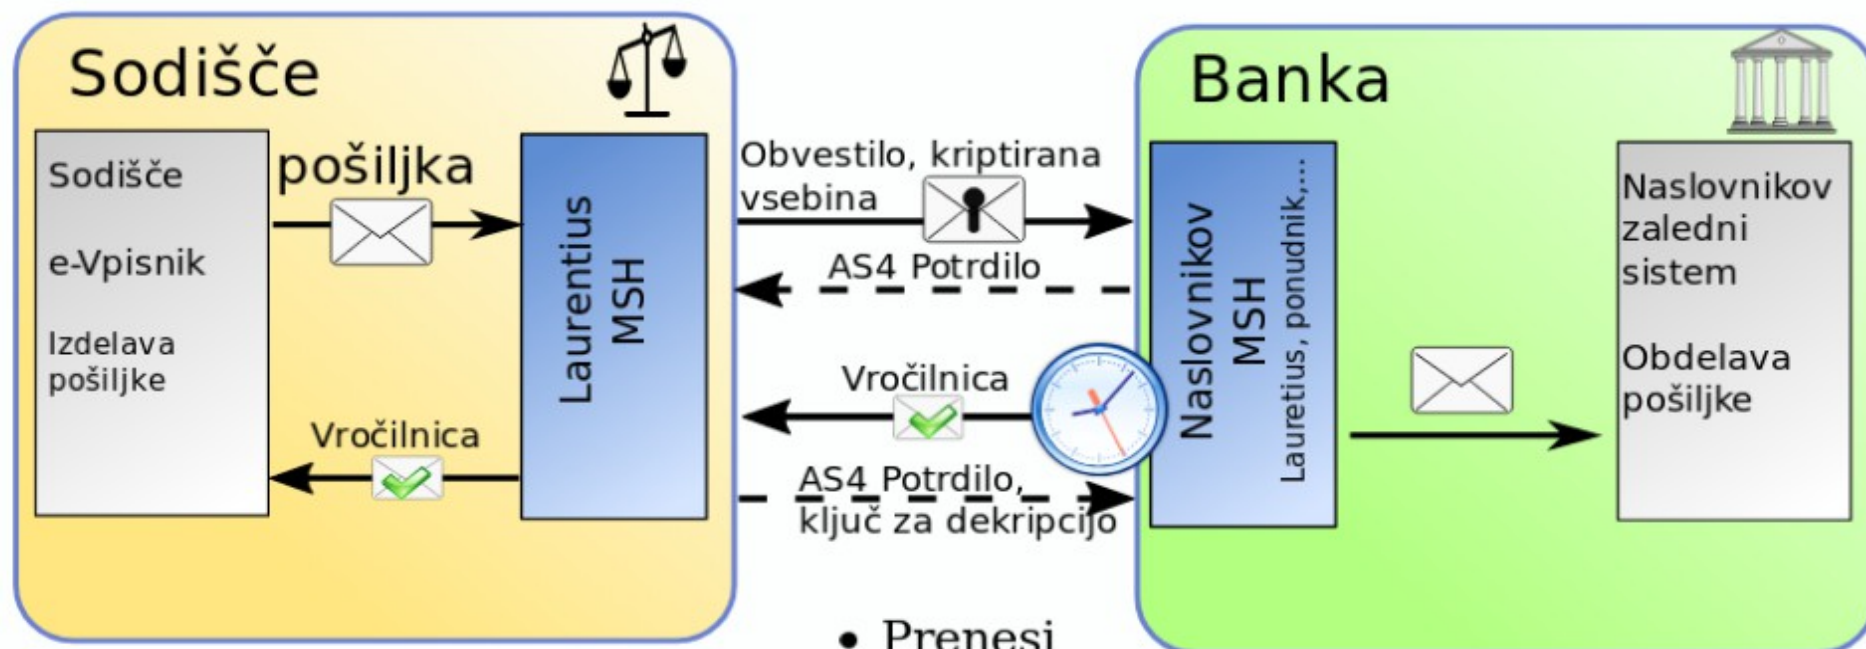 Sodišče
Sodišče
e-Vpisnik
Izdelava
pošiljke
pošiljka
Vročilnica
Laurentius
MSH
Obvestilo, kriptirana
vsebina
AS4 Potrdilo
Vročilnica
AS4 Potrdilo,
ključ za dekripcijo
Banka
Naslovnikov
MSH
Lauretius, ponudnik,...
Naslovnikov
zaledni
sistem
Obdelava
pošiljke
• Prenesi